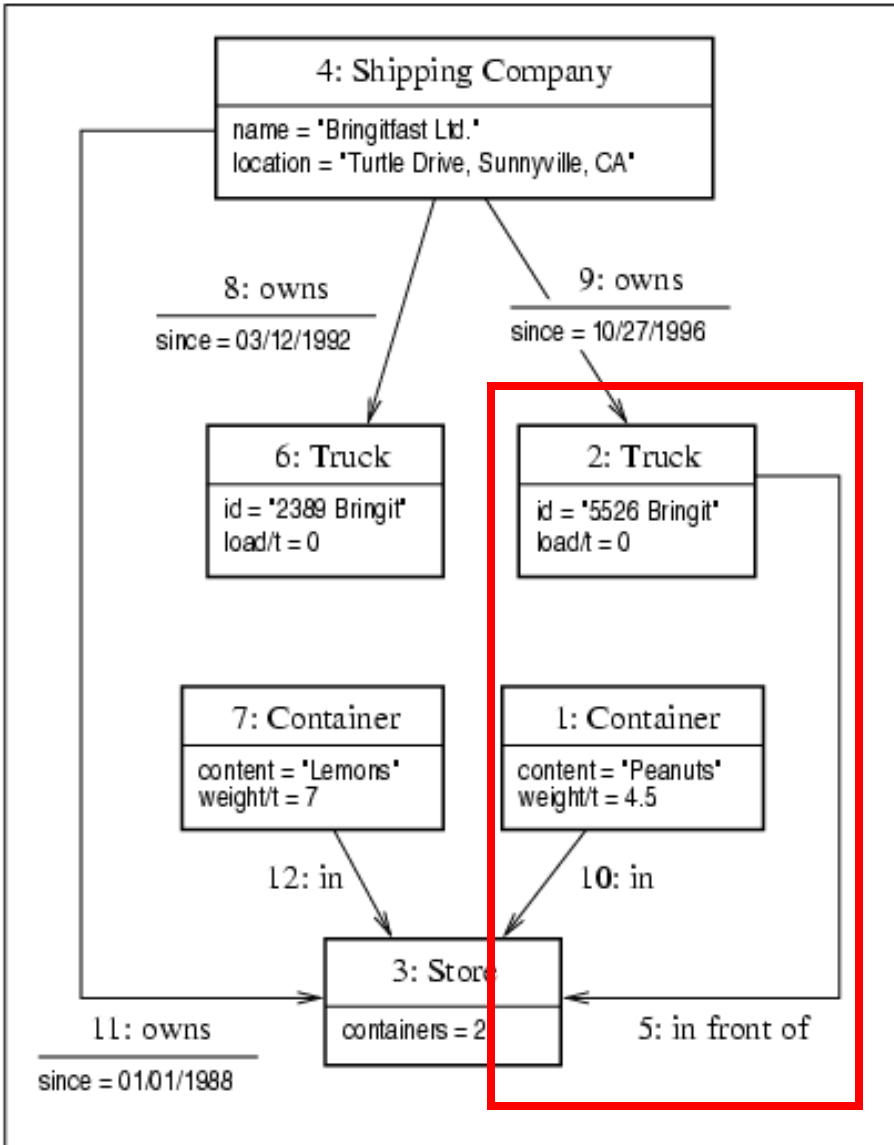 4: Shipping Company
name = "Bringitfast Ltd."
location = "Turtle Drive, Sunnyville, CA"
8: owns
since = 03/12/1992
9: owns
since = 10/27/1996
6: Truck
id = "2389 Bringit"
load/t = 0
2: Truck
id = "5526 Bringit"
load/t = 0
7: Container
content = "Lemons"
weight/t = 7
1: Container
content = "Peanuts"
weight/t = 4.5
12: in
10: in
3: Store
containers = 2
11: owns
since = 01/01/1988
5: in front of